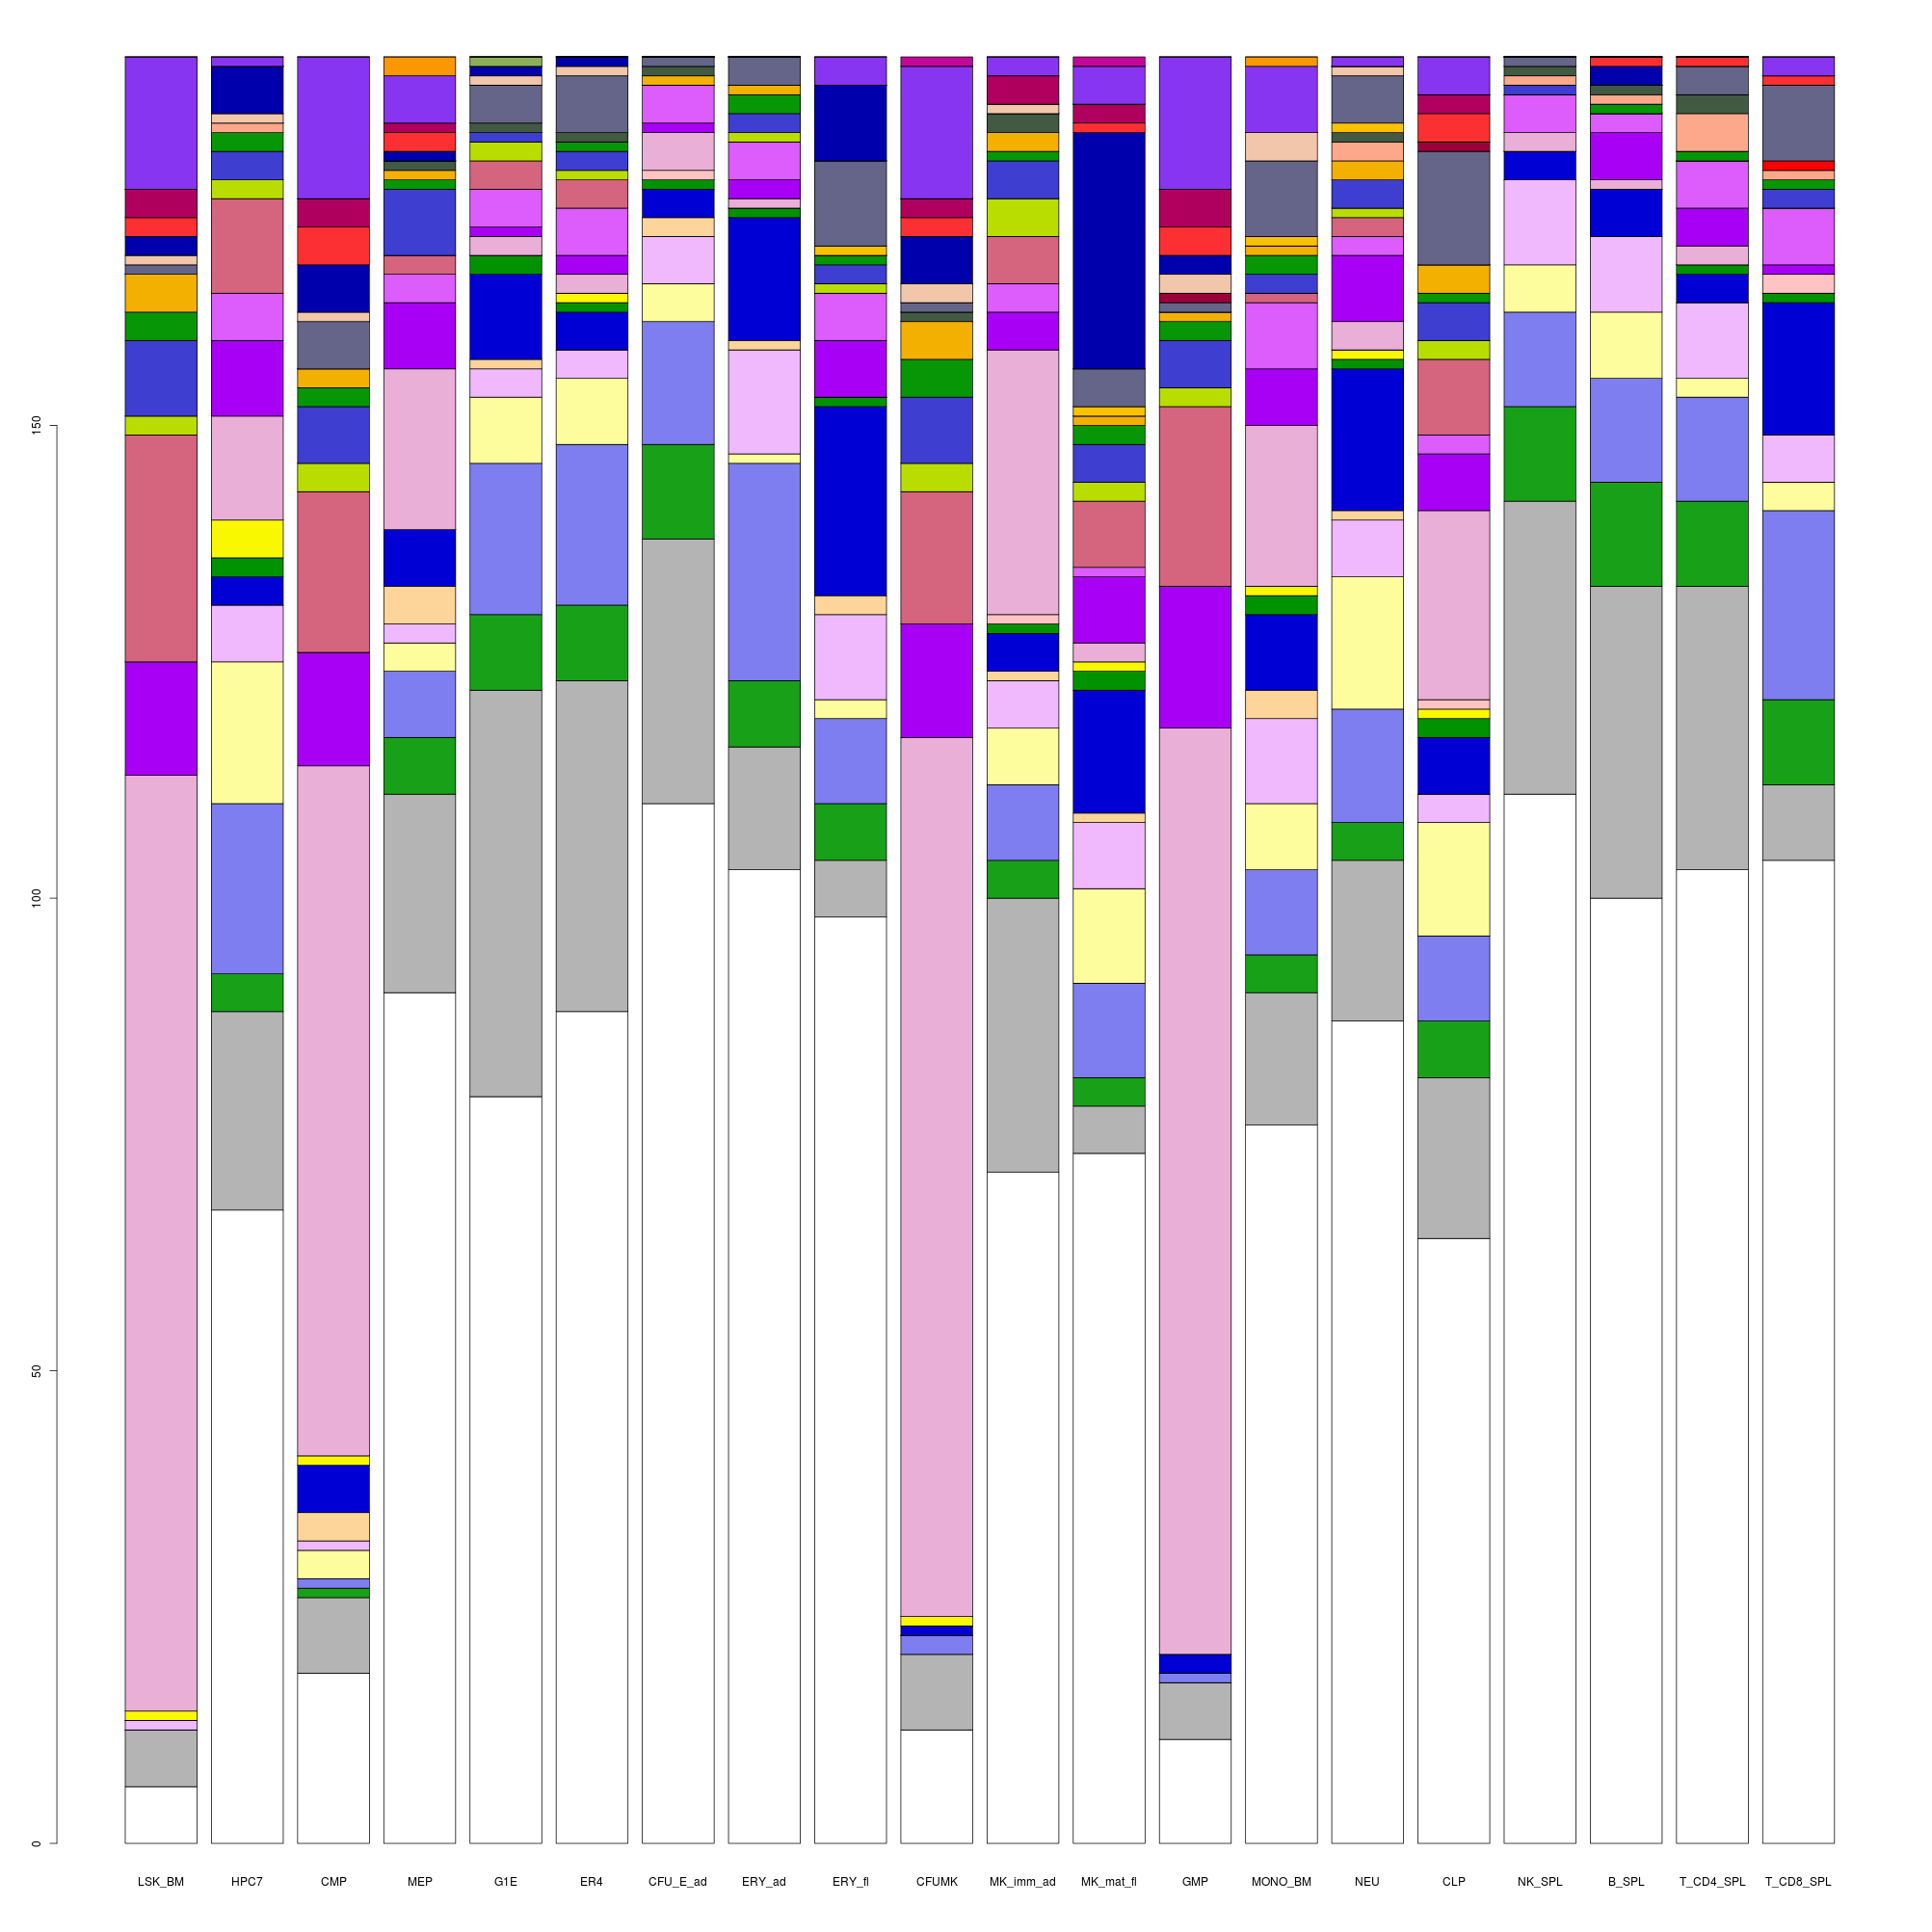 150
100
50
0
LSK_BM HPC7 CMP MEP G1E ER4 CFU_E_ad ERY_ad ERY_fl CFUMK MK_imm_ad MK_mat_fl GMP MONO_BM NEU CLP NK_SPL B_SPL T_CD4_SPL T_CD8_SPL